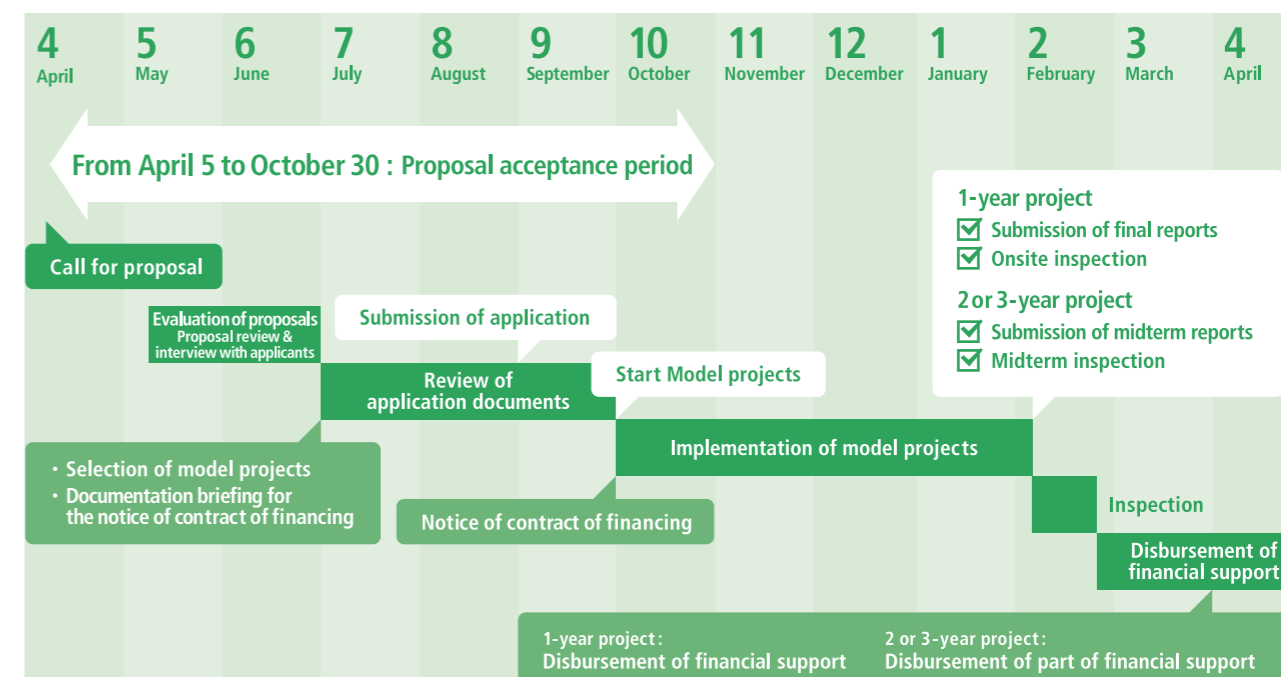 4 5 6 7 8 9 10 11 12 1 2 3 4
April May June July August September October November December January February March April
From April 5 to October 30 : Proposal acceptance period
Call for proposal
1-year project
Submission of final reports
Onsite inspection
2 or 3-year project
Submission of midterm reports
Midterm inspection
Evaluation of proposals
Proposal review &
interview with applicants
Submission of application
Review of
application documents
Start Model projects
Implementation of model projects
・Selection of model projects
・Documentation briefing for
the notice of contract of financing
Notice of contract of financing
Inspection
Disbursement of
financial support
1-year project :
Disbursement of financial support
2 or 3-year project :
Disbursement of part of financial support